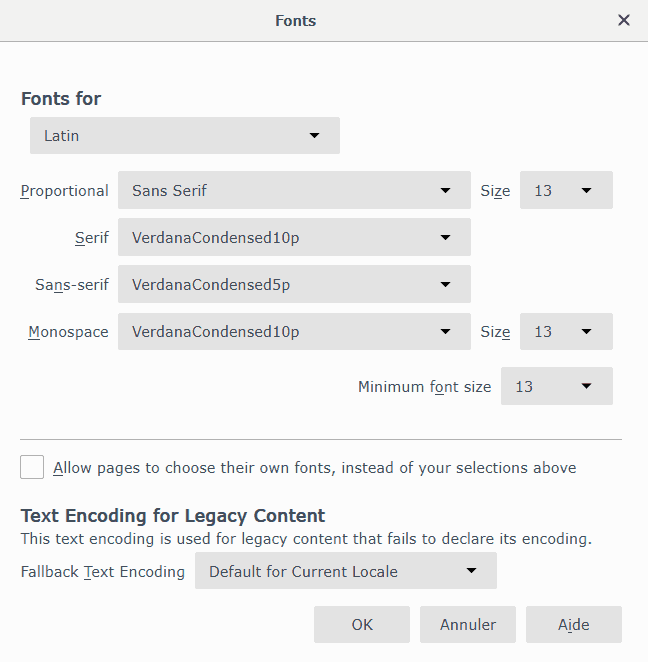 Fonts
Fonts for
Latin
Proportional Sans Serif Size 13
Serif VerdanaCondensed10p
Sans-serif VerdanaCondensed5p
Monospace VerdanaCondensed10p Size 13
Minimum font size 13
Allow pages to choose their own fonts, instead of your selections above
Text Encoding for Legacy Content
This text encoding is used for legacy content that fails to declare its encoding.
Fallback Text Encoding Default for Current Locale
OK Annuler Aide